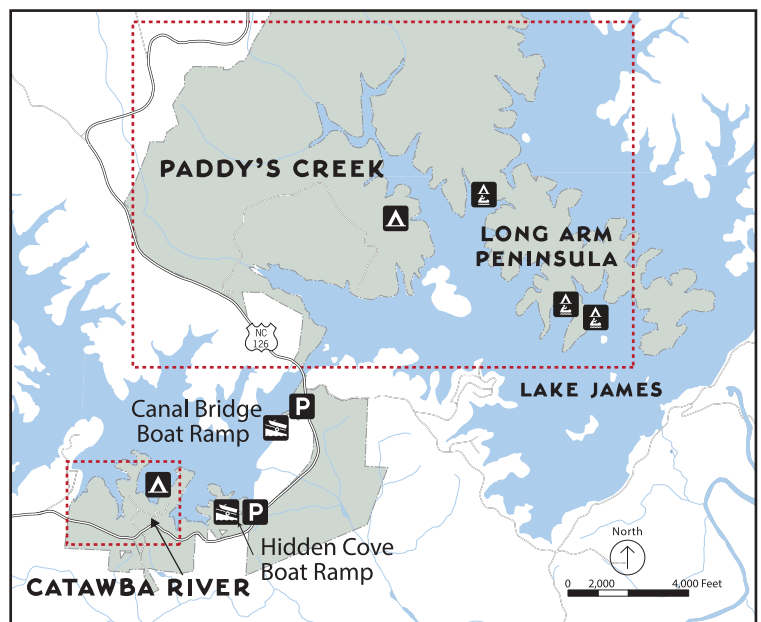 PADDY'S CREEK
LONG ARM
PENINSULA
NC
126
LAKE JAMES
Canal Bridge
Boat Ramp
P
P
Hidden Cove
Boat Ramp
CATAWBA RIVER
North
0 2,000 4,000 Feet